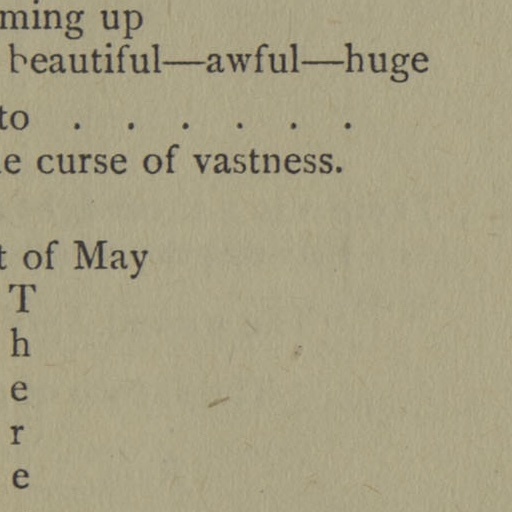 ming up
beautiful—awful—huge
to . . . . . .
e curse of vastness.
t of May
T
h
e
r
e